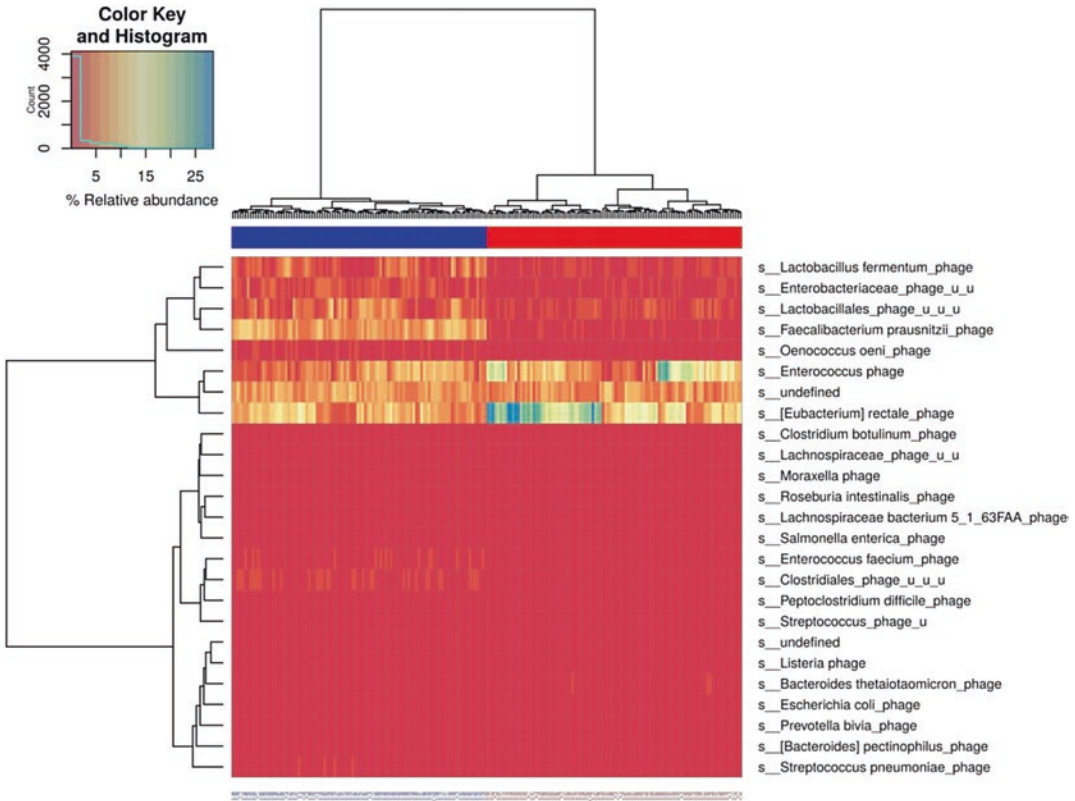 Color Key
and Histogram
Count
0 2000 4000
5 15 25
% Relative abundance
s__Lactobacillus fermentum_phage
s__Enterobacteriaceae_phage_u_u
s__Lactobacillales_phage_u_u_u
s__Faecalibacterium prausnitzii_phage
s__Oenococcus oeni_phage
s__Enterococcus phage
s__undefined
s__[Eubacterium] rectale_phage
s__Clostridium botulinum_phage
s__Lachnospiraceae_phage_u_u
s__Moraxella phage
s__Roseburia intestinalis_phage
s__Lachnospiraceae bacterium 5_1_63FAA_phage
s__Salmonella enterica_phage
s__Enterococcus faecium_phage
s__Clostridiales_phage_u_u_u
s__Peptoclostridium difficile_phage
s__Streptococcus_phage_u
s__undefined
s__Listeria phage
s__Bacteroides thetaiotaomicron_phage
s__Escherichia coli_phage
s__Prevotella bivia_phage
s__[Bacteroides] pectinophilus_phage
s__Streptococcus pneumoniae_phage